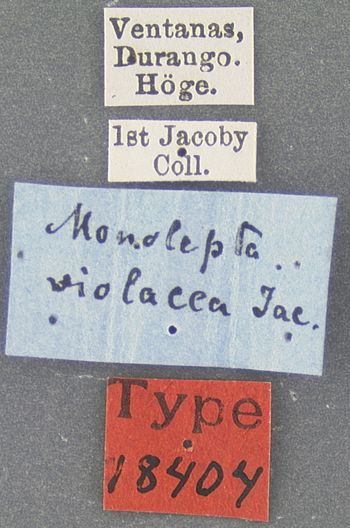 Ventanas,
Durango.
Höge.
1st Jacoby
Coll.
Monolepta
violacea Jac.
Type
18404